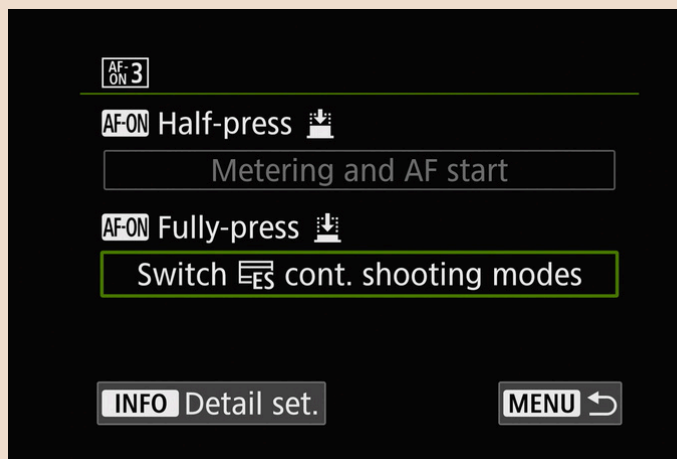 AF-ON 3
AF-ON Half-press
Metering and AF start
AF-ON Fully-press
Switch ES cont. shooting modes
INFO Detail set.
MENU